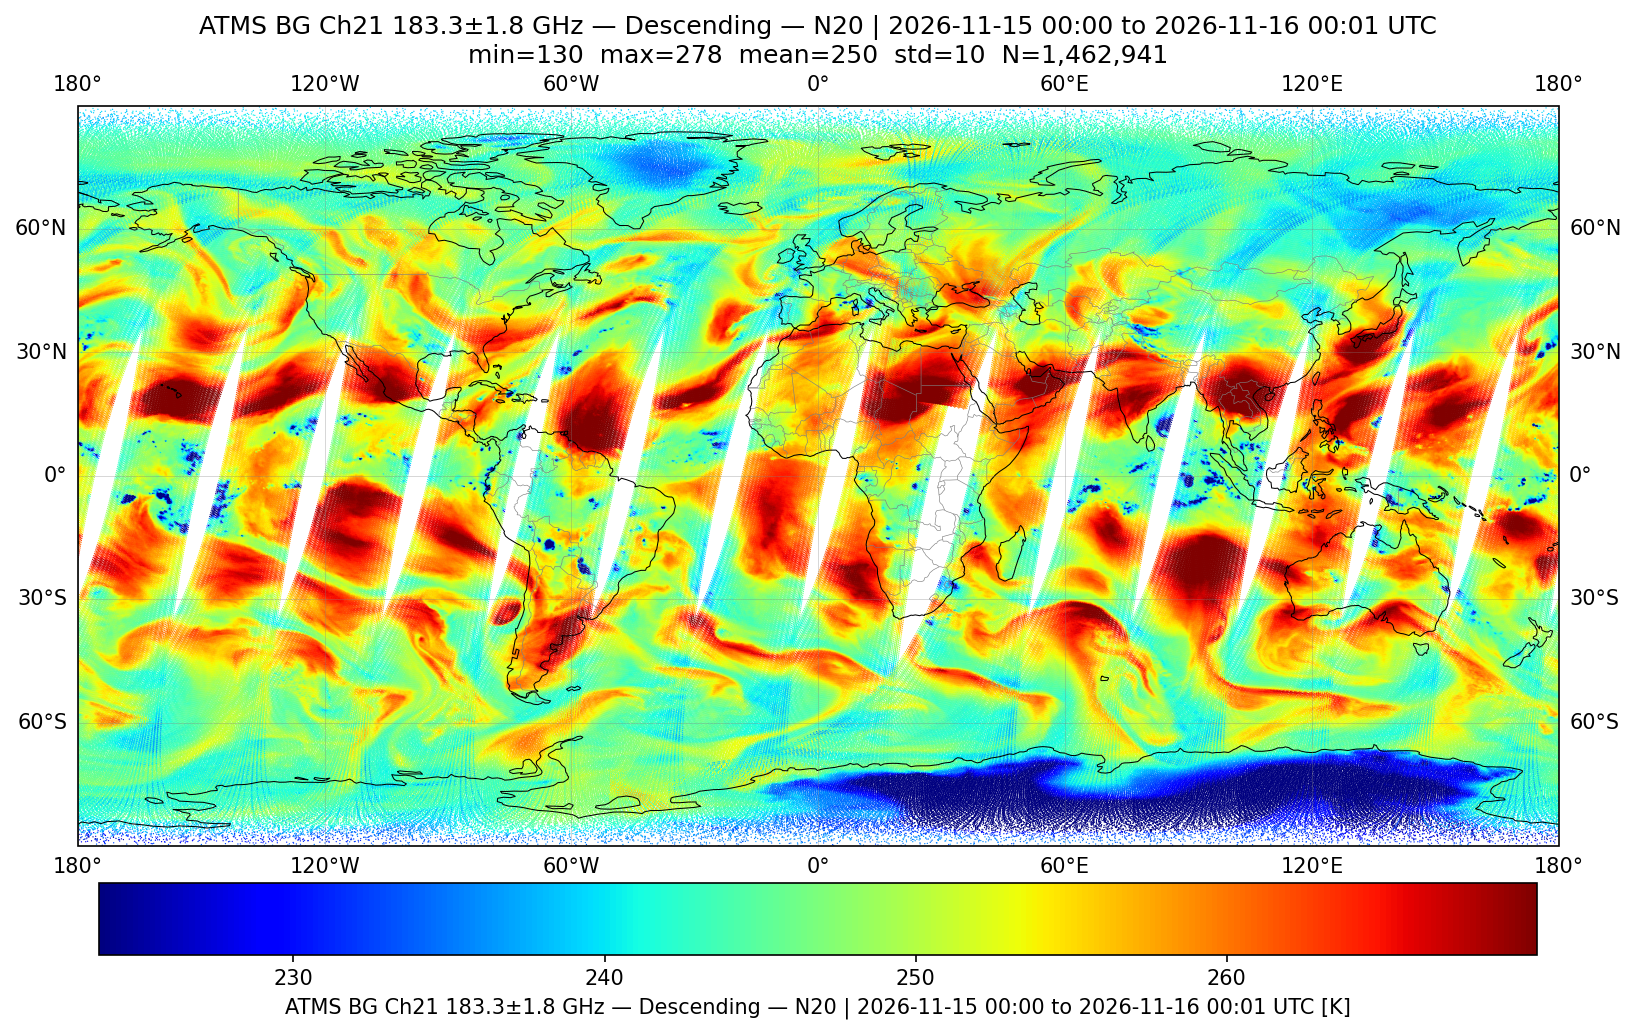 ATMS BG Ch21 183.3±1.8 GHz — Descending — N20 | 2026-11-15 00:00 to 2026-11-16 00:01 UTC
min=130 max=278 mean=250 std=10 N=1,462,941
180° 120°W 60°W 0° 60°E 120°E 180°
60°N 60°N
30°N 30°N
0° 0°
30°S 30°S
60°S 60°S
180° 120°W 60°W 0° 60°E 120°E 180°
230 240 250 260
ATMS BG Ch21 183.3±1.8 GHz — Descending — N20 | 2026-11-15 00:00 to 2026-11-16 00:01 UTC [K]